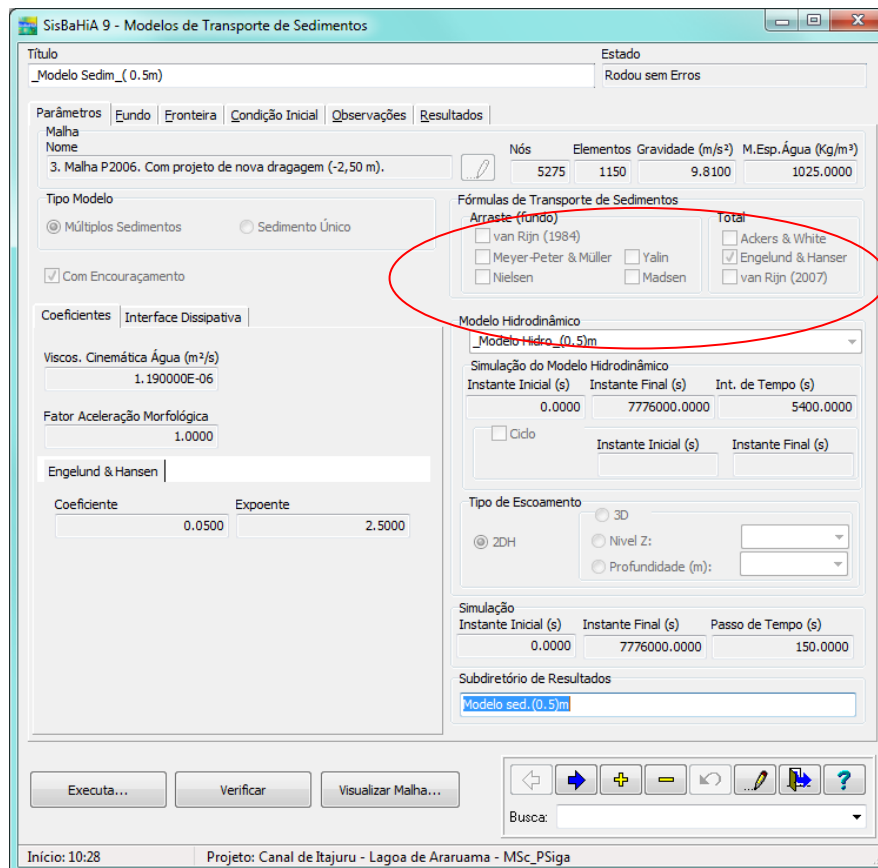 SisBaHiA 9 - Modelos de Transporte de Sedimentos
Título
Estado
_Modelo Sedim_( 0.5m)
Rodou sem Erros
Parâmetros Fundo Fronteira Condição Inicial Observações Resultados
Malha
Nome
Nós Elementos Gravidade (m/s²) M.Esp.Água (Kg/m³)
3. Malha P2006. Com projeto de nova dragagem (-2,50 m).
5275 1150 9.8100 1025.0000
Tipo Modelo
Múltiplos Sedimentos Sedimento Único
Com Encouraçamento
Fórmulas de Transporte de Sedimentos
Arraste (fundo) Total
van Rijn (1984) Ackers & White
Meyer-Peter & Müller Yalin Engelund & Hanser
Nielsen Madsen van Rijn (2007)
Coeficientes Interface Dissipativa
Viscos. Cinemática Água (m²/s)
1.190000E-06
Fator Aceleração Morfológica
1.0000
Engelund & Hansen
Coeficiente Expoente
0.0500 2.5000
Modelo Hidrodinâmico
_Modelo Hidro_(0.5)m
Simulação do Modelo Hidrodinâmico
Instante Inicial (s) Instante Final (s) Int. de Tempo (s)
0.0000 7776000.0000 5400.0000
Ciclo
Instante Inicial (s) Instante Final (s)
Tipo de Escoamento
3D
2DH
Nivel Z:
Profundidade (m):
Simulação
Instante Inicial (s) Instante Final (s) Passo de Tempo (s)
0.0000 7776000.0000 150.0000
Subdiretório de Resultados
Modelo sed.(0.5)m
Executa... Verificar Visualizar Malha...
Busca:
Início: 10:28 Projeto: Canal de Itajuru - Lagoa de Araruama - MSc_PSiga